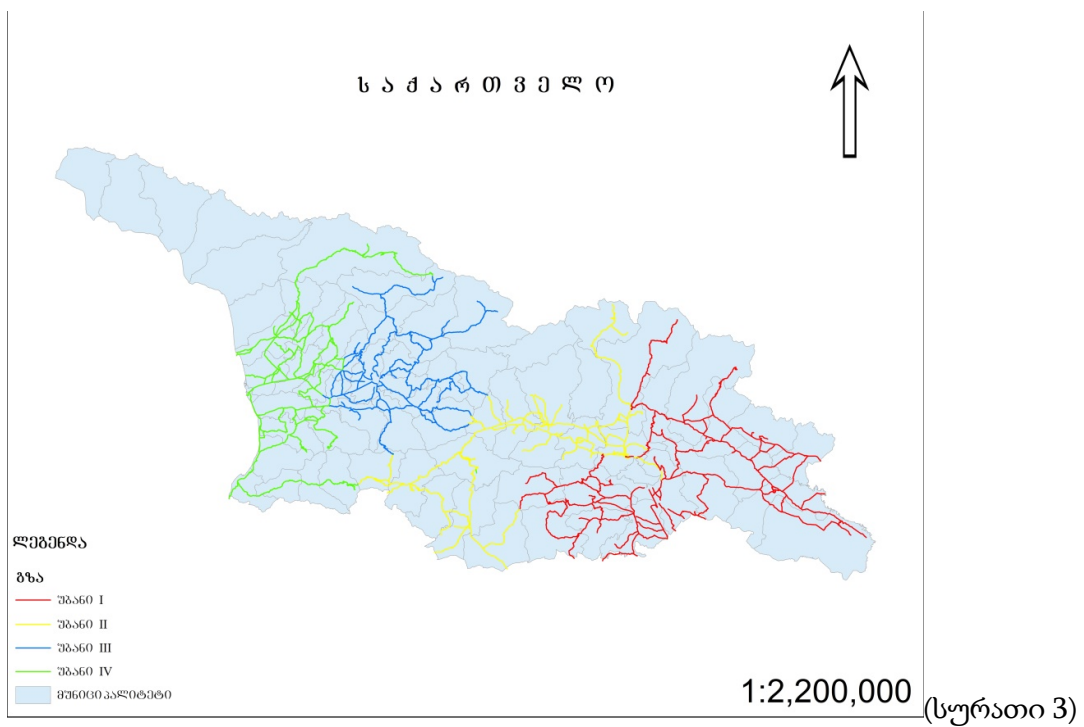 ს ა ქ ა რ თ ვ ე ლ ო
ლეგენდა
გზა
უბანი I
უბანი II
უბანი III
უბანი IV
მუნიციპალიტეტი
1:2,200,000
(სურათი 3)